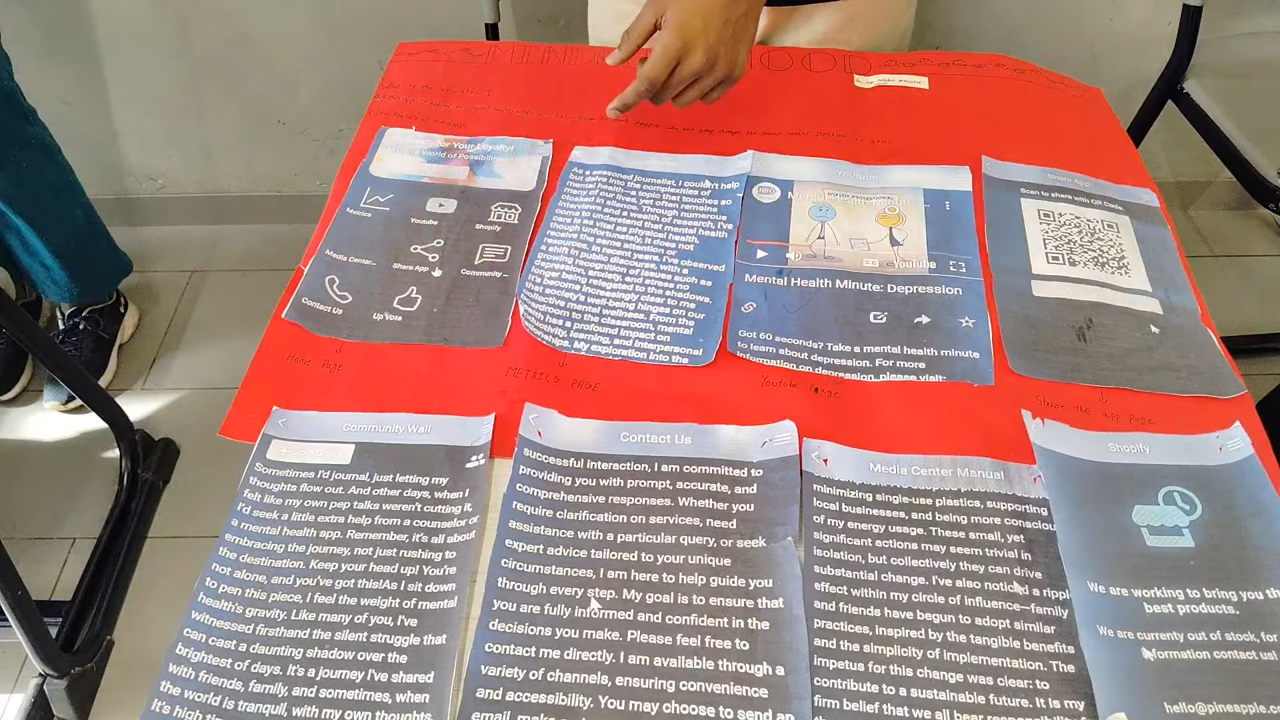 MIN
HOOD
What is the app about?
for Your Loyalty!
a World of Possibilities
Metrics
Youtube
Shopify
Media Center...
Share App
Community ...
Contact Us
Up Vote
Home Page
As a seasoned journalist, I couldn't help
but delve into the complexities of
mental health—a topic that touches so
many of our lives, yet often remains
cloaked in silence. Through numerous
interviews and a wealth of research, I've
come to understand that mental health
care is as vital as physical health,
though unfortunately, it does not
receive the same attention or
resources. In recent years, I've observed
a shift in public discourse, with a
growing recognition of issues such as
depression, anxiety, and stress no
longer being relegated to the shadows.
It's become increasingly clear to me
that society's well-being hinges on our
collective mental wellness. From the
boardroom to the classroom, mental
health has a profound impact on
productivity, learning, and interpersonal
relationships. My exploration into the
METRICS PAGE
Youtube
Mental Health Minute
YouTube
Mental Health Minute: Depression
Got 60 seconds? Take a mental health minute
to learn about depression. For more
information on depression, please visit:
Youtube Page
Share App
Scan to share with QR Code.
Share the app page
Community Wall
Sometimes I'd journal, just letting my
thoughts flow out. And other days, when I
felt like my own pep talks weren't cutting it,
I'd seek a little extra help from a counselor or
a mental health app. Remember, it's all about
embracing the journey, not just rushing to
the destination. Keep your head up! You're
not alone, and you've got this!As I sit down
to pen this piece, I feel the weight of mental
health's gravity. Like many of you, I've
witnessed firsthand the silent struggle that
can cast a daunting shadow over the
brightest of days. It's a journey I've shared
with friends, family, and sometimes, when
the world is tranquil, with my own thoughts.
It's high
Contact Us
successful interaction, I am committed to
providing you with prompt, accurate, and
comprehensive responses. Whether you
require clarification on services, need
assistance with a particular query, or seek
expert advice tailored to your unique
circumstances, I am here to help guide you
through every step. My goal is to ensure that
you are fully informed and confident in the
decisions you make. Please feel free to
contact me directly. I am available through a
variety of channels, ensuring convenience
and accessibility. You may choose to send an
Media Center Manual
minimizing single-use plastics, supporting
local businesses, and being more conscious
of my energy usage. These small, yet
significant actions may seem trivial in
isolation, but collectively they can drive
substantial change. I've also noticed a ripple
effect within my circle of influence—family
and friends have begun to adopt similar
practices, inspired by the tangible benefits
and the simplicity of implementation. The
impetus for this change was clear: to
contribute to a sustainable future. It is my
firm belief that we all bear
Shopify
We are working to bring you the
best products.
We are currently out of stock, for
information contact us!
hello@pineapple.co